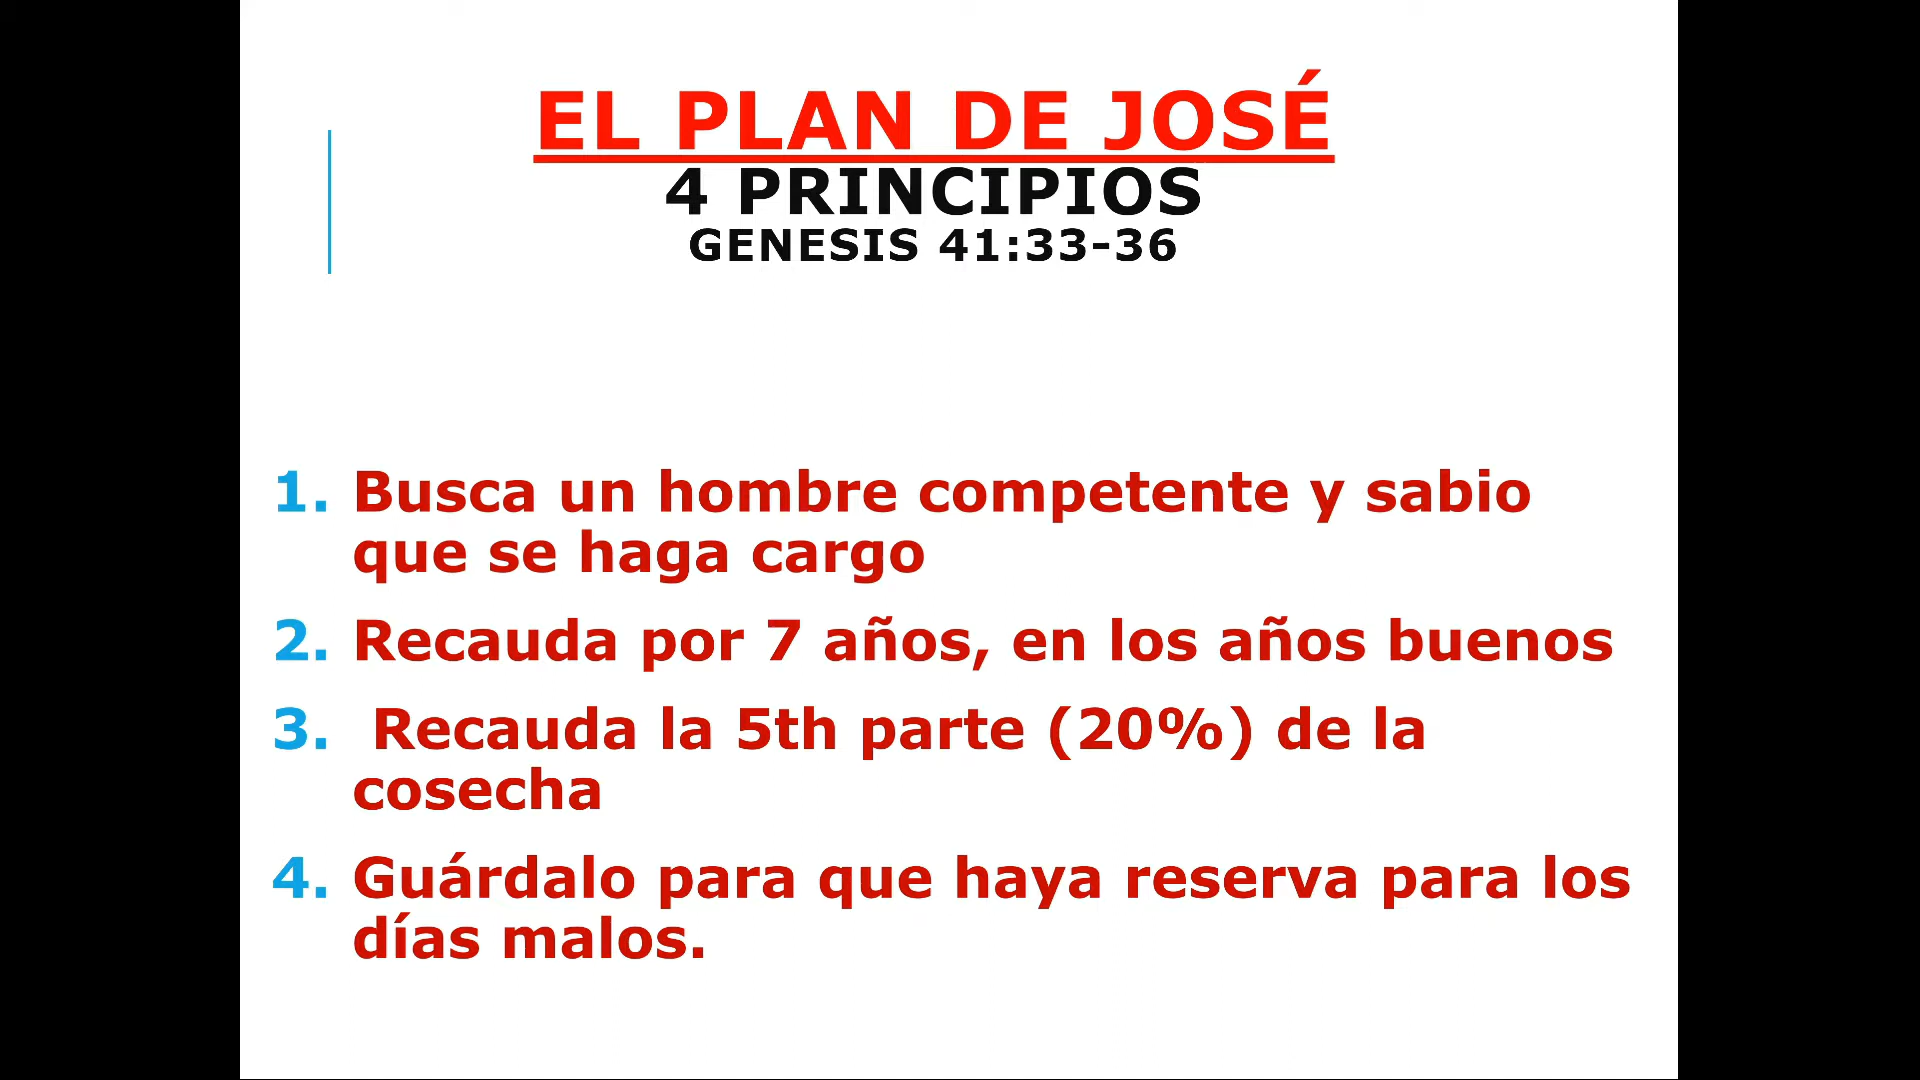 EL PLAN DE JOSÉ
4 PRINCIPIOS
GENESIS 41:33-36
1. Busca un hombre competente y sabio
que se haga cargo
2. Recauda por 7 años, en los años buenos
3. Recauda la 5th parte (20%) de la
cosecha
4. Guárdalo para que haya reserva para los
días malos.